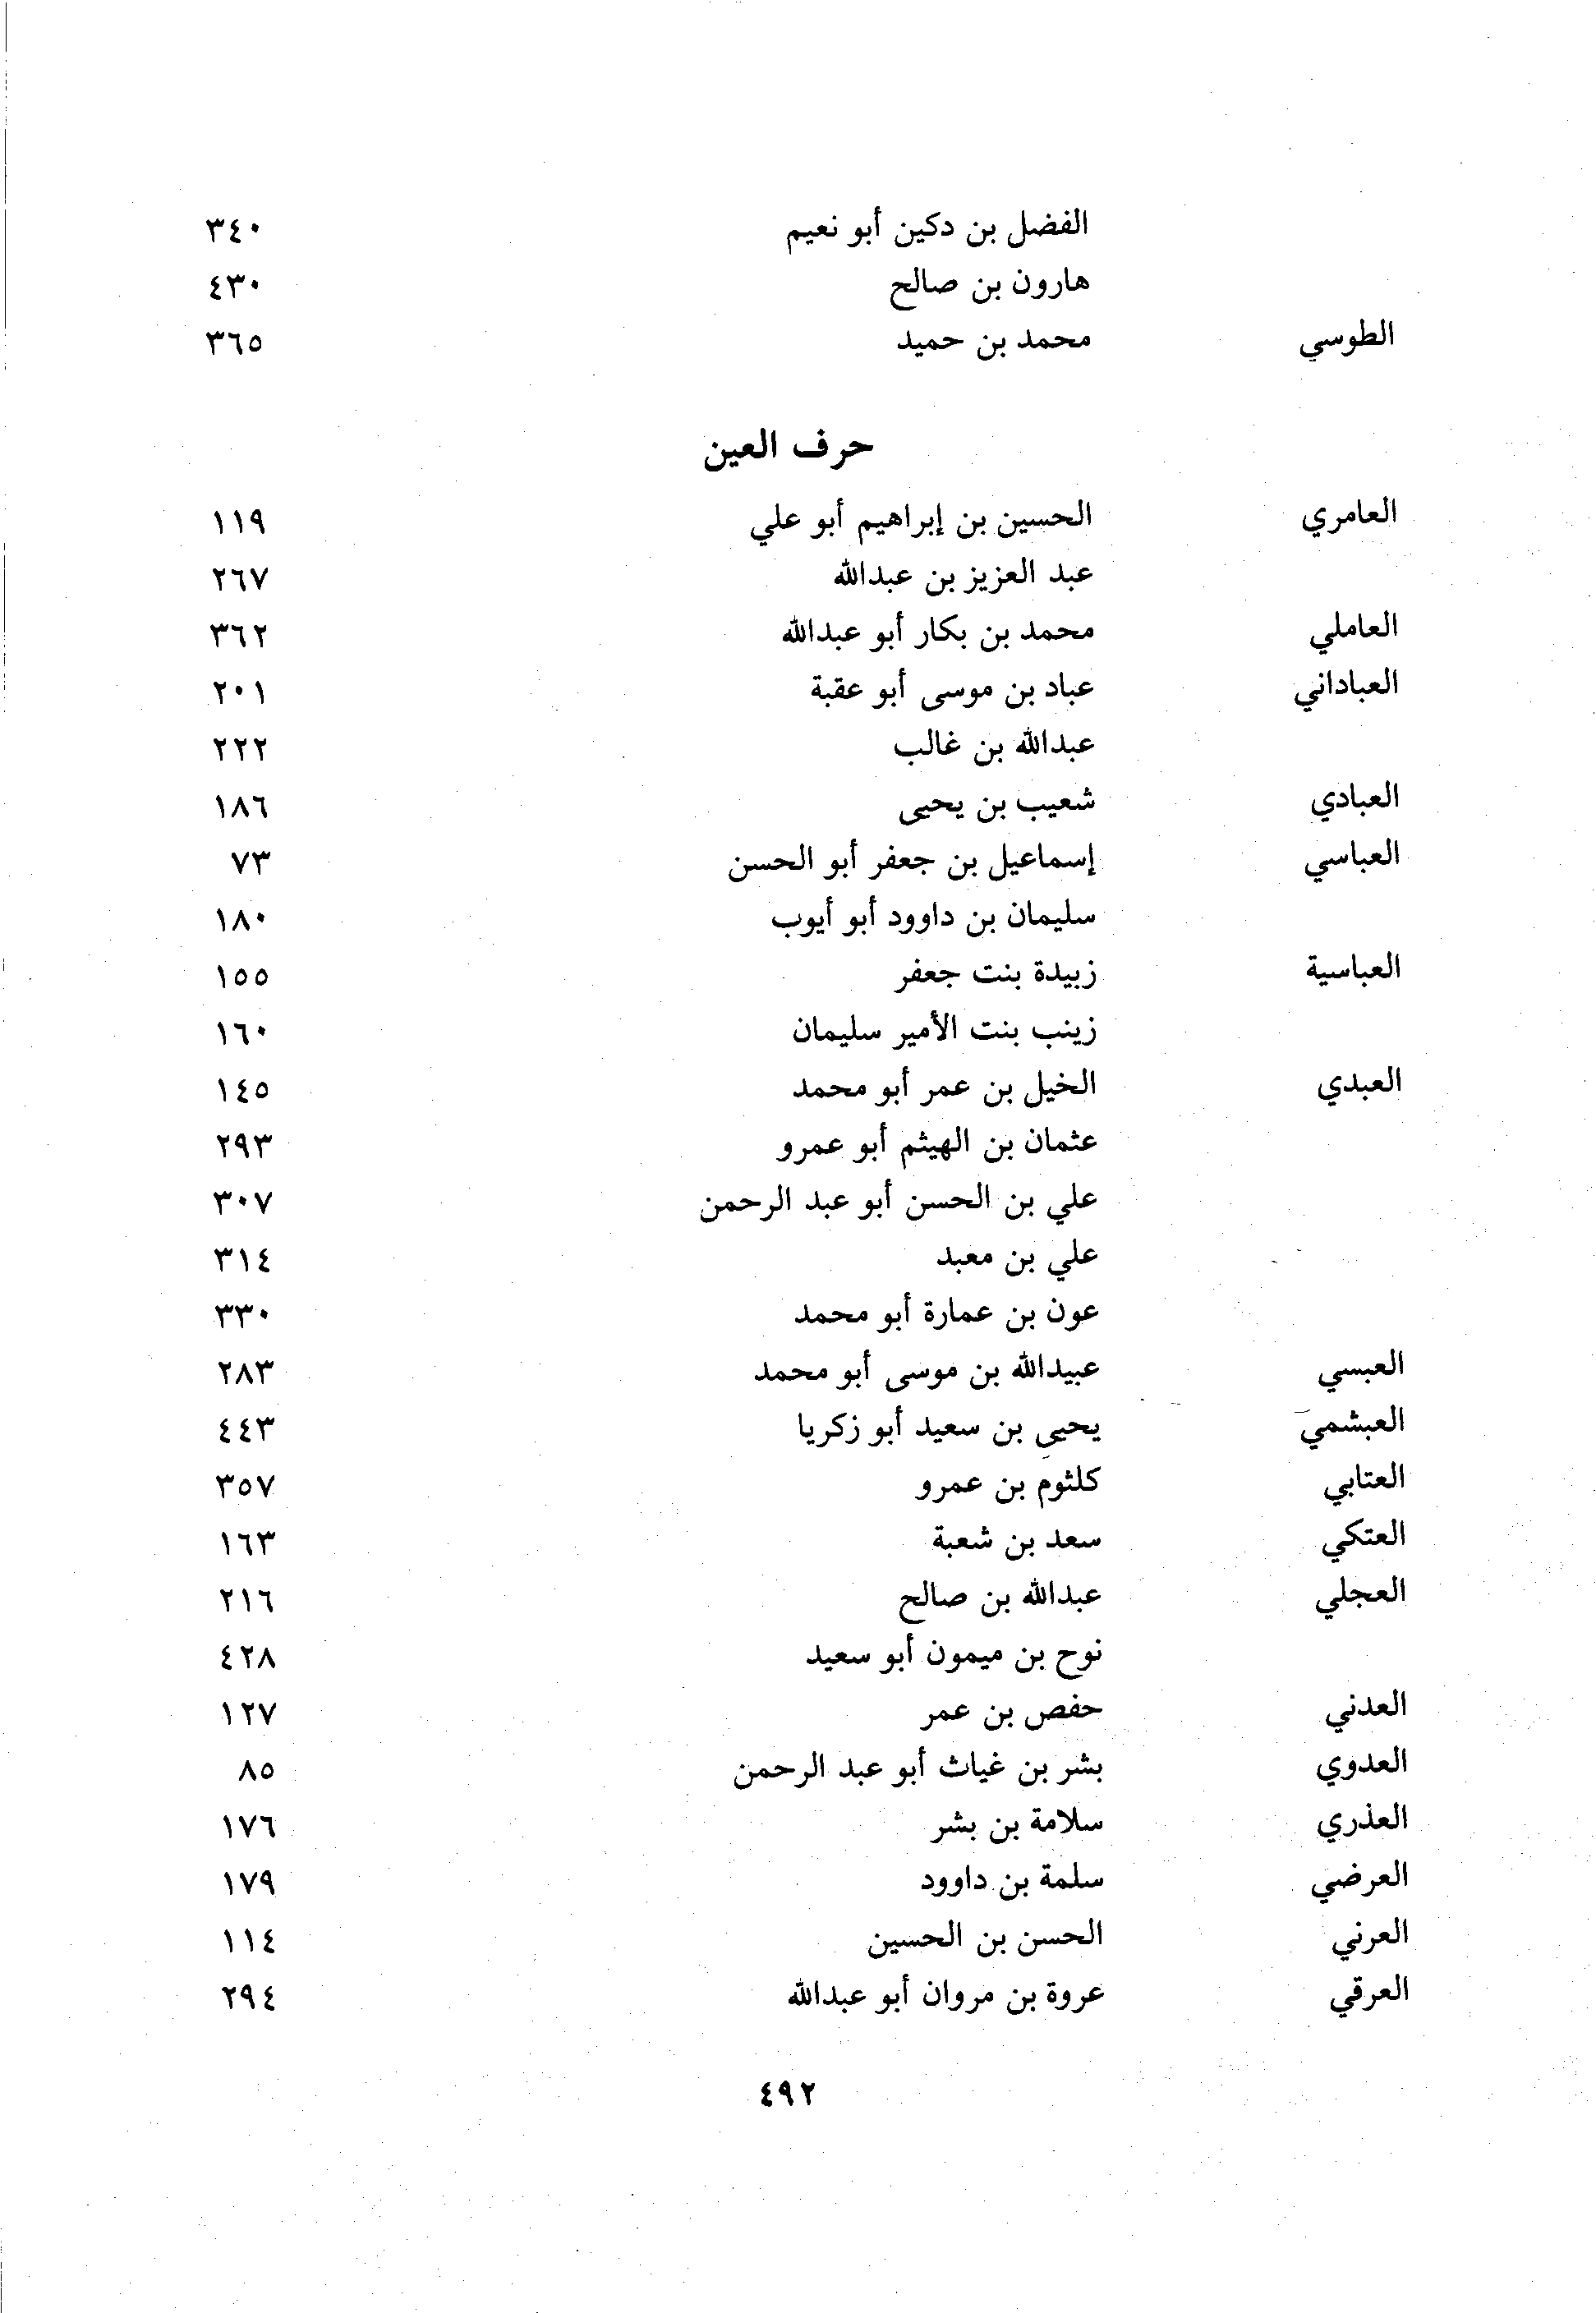 الفضل بن دكين أبو نعيم ٣٤٠
هارون بن صالح ٤٣٠
الطوسي محمد بن حميد ٣٦٥
حرف العين
العامري الحسين بن إبراهيم أبو علي ١١٩
عبد العزيز بن عبدالله ٢٦٧
العاملي محمد بن بكار أبو عبدالله ٣٦٢
العباداني عباد بن موسى أبو عقبة ٢٠١
عبدالله بن غالب ٢٢٢
العبادي شعيب بن يحيى ١٨٦
العباسي إسماعيل بن جعفر أبو الحسن ٧٣
سليمان بن داوود أبو أيوب ١٨٠
العباسية زبيدة بنت جعفر ١٥٥
زينب بنت الأمير سليمان ١٦٠
العبدي الخيل بن عمر أبو محمد ١٤٥
عثمان بن الهيثم أبو عمرو ٢٩٣
علي بن الحسن أبو عبد الرحمن ٣٠٧
علي بن معبد ٣١٤
عون بن عمارة أبو محمد ٣٣٠
العبسي عبيدالله بن موسى أبو محمد ٢٨٣
العبشمي يحيى بن سعيد أبو زكريا ٤٤٣
العتابي كلثوم بن عمرو ٣٥٧
العتكي سعد بن شعبة ١٦٣
العجلي عبدالله بن صالح ٢١٦
نوح بن ميمون أبو سعيد ٤٢٨
العدني حفص بن عمر ١٢٧
العدوي بشر بن غياث أبو عبد الرحمن ٨٥
العذري سلامة بن بشر ١٧٦
العرضي سلمة بن داوود ١٧٩
العرني الحسن بن الحسين ١١٤
العرقي عروة بن مروان أبو عبدالله ٢٩٤
٤٩٢